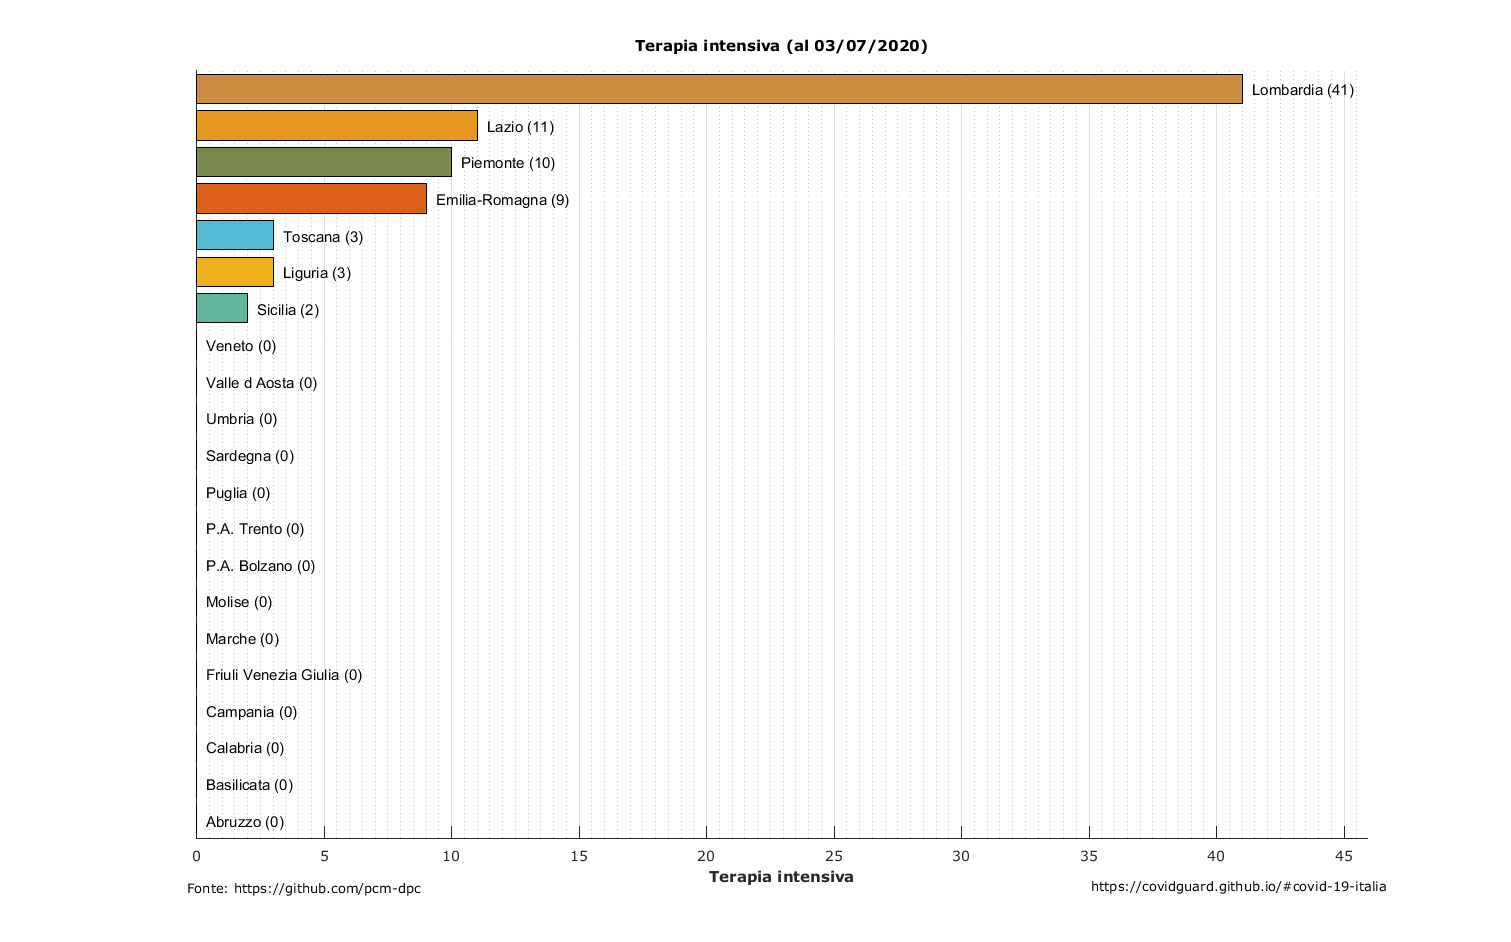 Terapia intensiva (al 03/07/2020)
Lombardia (41)
Lazio (11)
Piemonte (10)
Emilia-Romagna (9)
Toscana (3)
Liguria (3)
Sicilia (2)
Veneto (0)
Valle d Aosta (0)
Umbria (0)
Sardegna (0)
Puglia (0)
P.A. Trento (0)
P.A. Bolzano (0)
Molise (0)
Marche (0)
Friuli Venezia Giulia (0)
Campania (0)
Calabria (0)
Basilicata (0)
Abruzzo (0)
0 5 10 15 20 25 30 35 40 45
Terapia intensiva
Fonte: https://github.com/pcm-dpc
https://covidguard.github.io/#covid-19-italia